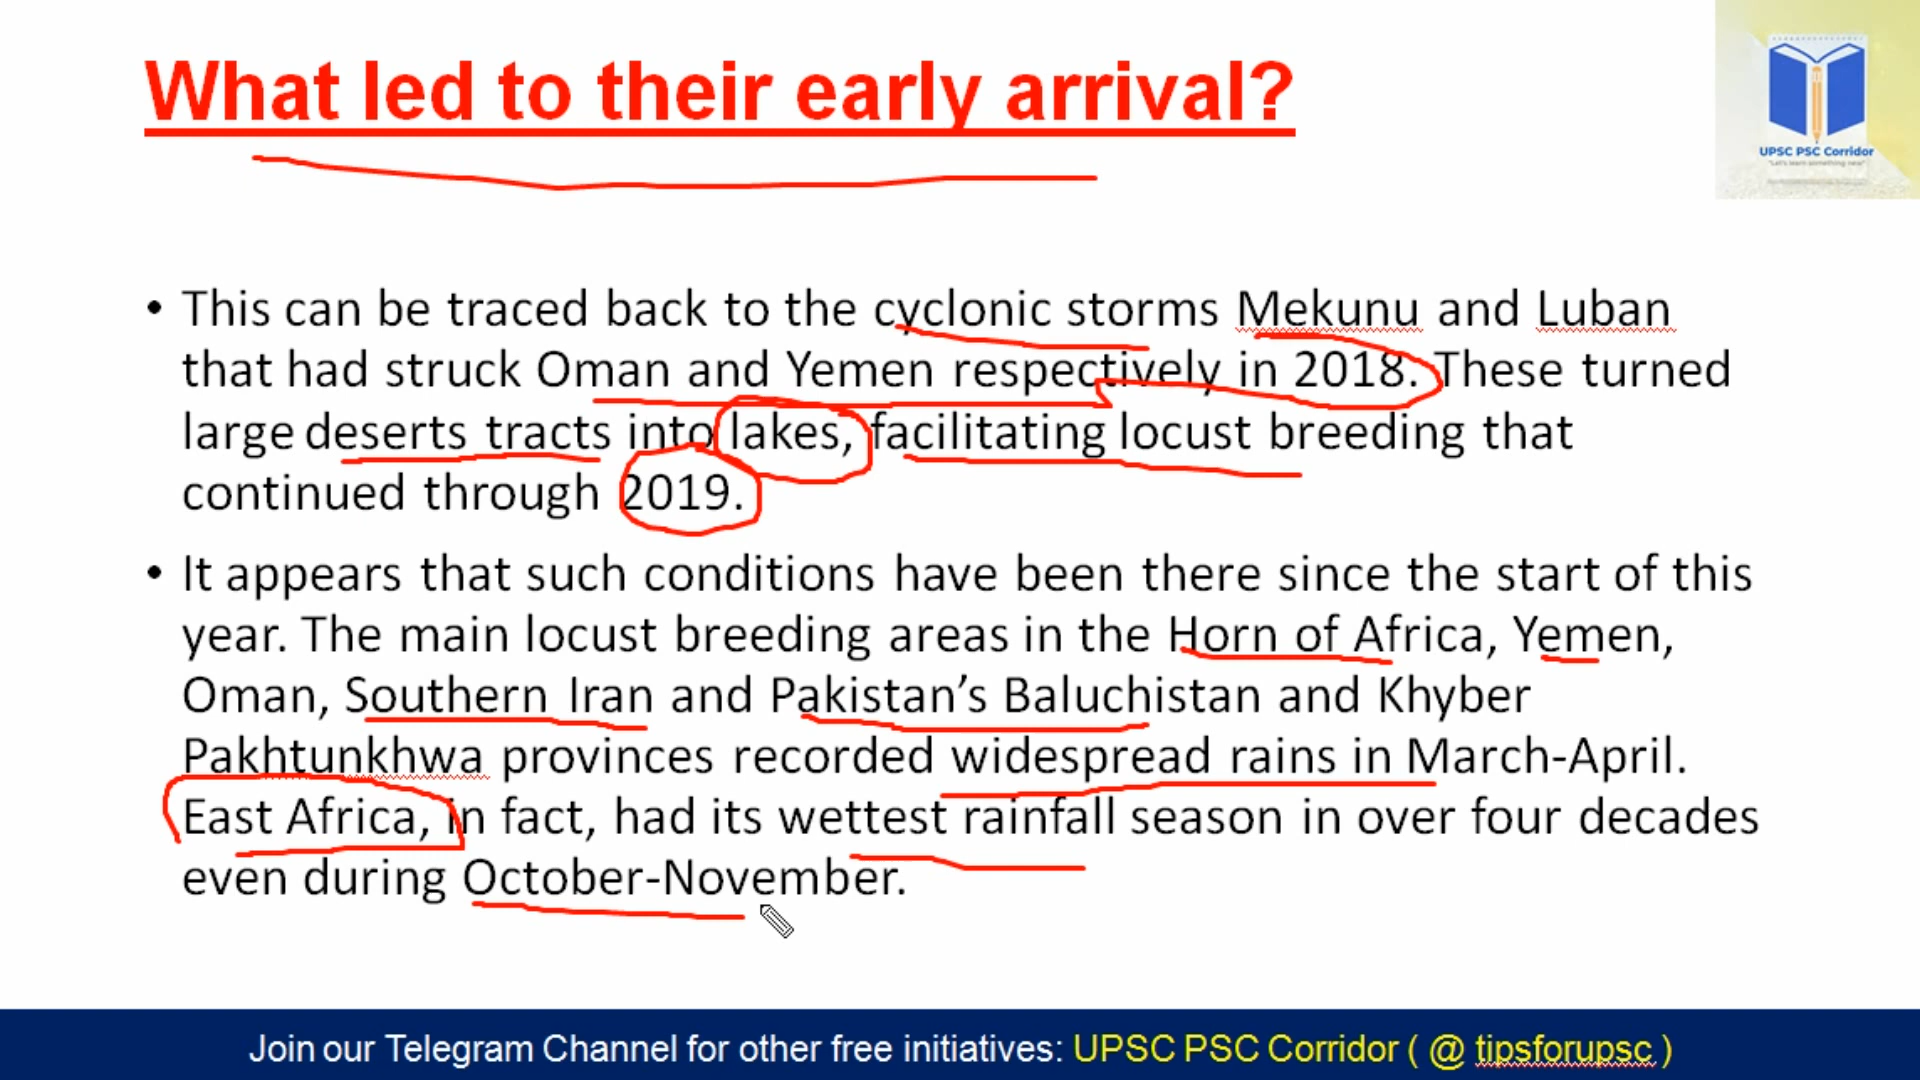 What led to their early arrival?
UPSC PSC Corridor
"Let's learn something new"
• This can be traced back to the cyclonic storms Mekunu and Luban
that had struck Oman and Yemen respectively in 2018. These turned
large deserts tracts into lakes, facilitating locust breeding that
continued through 2019.
• It appears that such conditions have been there since the start of this
year. The main locust breeding areas in the Horn of Africa, Yemen,
Oman, Southern Iran and Pakistan's Baluchistan and Khyber
Pakhtunkhwa provinces recorded widespread rains in March-April.
East Africa, in fact, had its wettest rainfall season in over four decades
even during October-November.
Join our Telegram Channel for other free initiatives: UPSC PSC Corridor ( @ tipsforupsc )